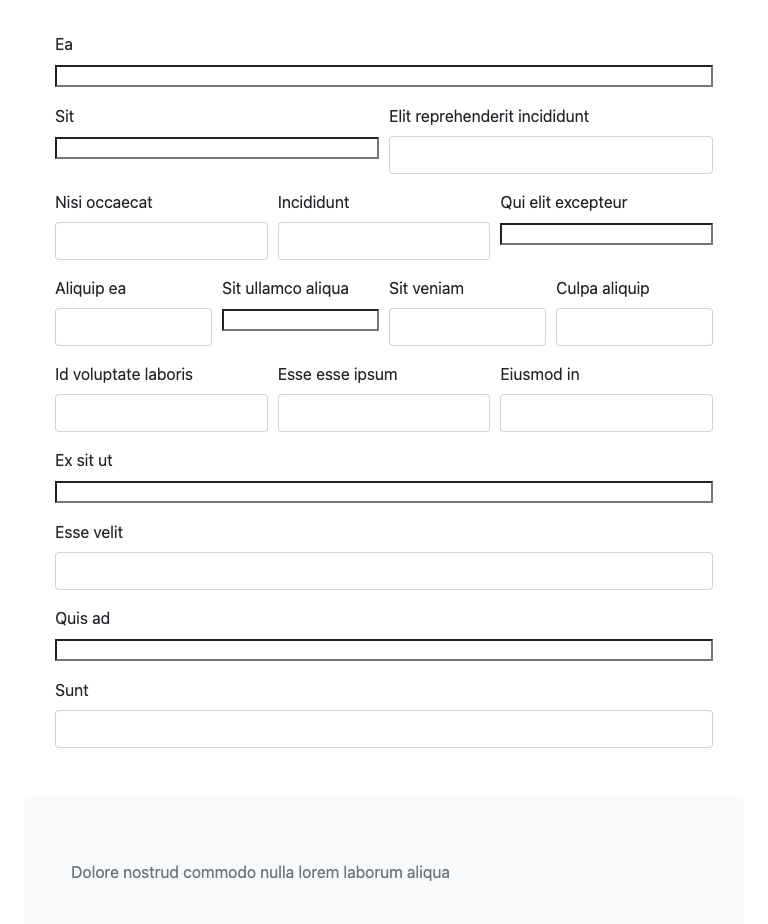 Ea
Sit
Elit reprehenderit incididunt
Nisi occaecat
Incididunt
Qui elit excepteur
Aliquip ea
Sit ullamco aliqua
Sit veniam
Culpa aliquip
Id voluptate laboris
Esse esse ipsum
Eiusmod in
Ex sit ut
Esse velit
Quis ad
Sunt
Dolore nostrud commodo nulla lorem laborum aliqua